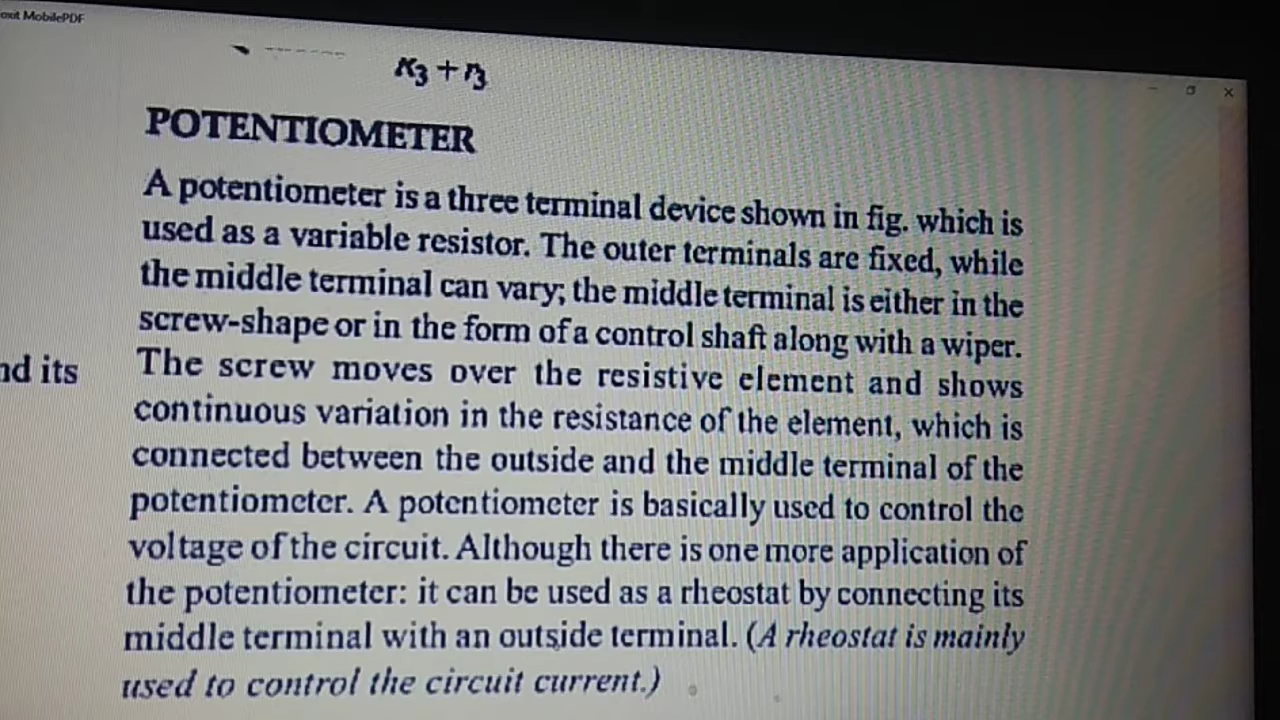 MobilePDF
POTENTIOMETER
A potentiometer is a three terminal device shown in fig. which is
used as a variable resistor. The outer terminals are fixed, while
the middle terminal can vary; the middle terminal is either in the
screw-shape or in the form of a control shaft along with a wiper.
nd its
The screw moves over the resistive element and shows
continuous variation in the resistance of the element, which is
connected between the outside and the middle terminal of the
potentiometer. A potentiometer is basically used to control the
voltage of the circuit. Although there is one more application of
the potentiometer: it can be used as a rheostat by connecting its
middle terminal with an outside terminal. (A rheostat is mainly
used to control the circuit current.)